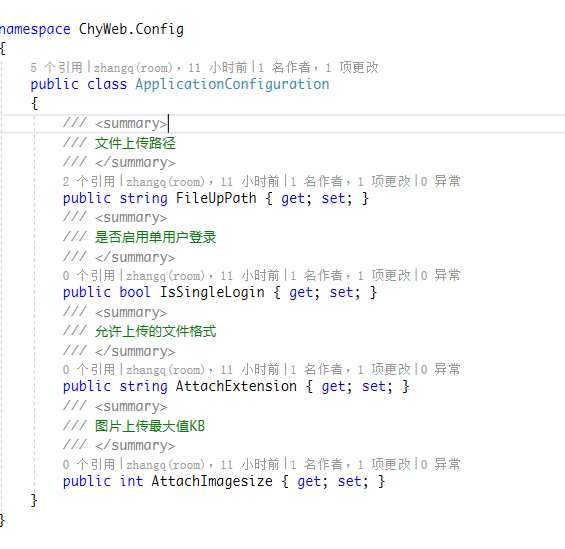 namespace ChyWeb.Config
{
5 个引用|zhangq(room)，11 小时前|1 名作者，1 项更改
public class ApplicationConfiguration
{
/// <summary>
/// 文件上传路径
/// </summary>
2 个引用|zhangq(room)，11 小时前|1 名作者，1 项更改|0 异常
public string FileUpPath { get; set; }
/// <summary>
/// 是否启用单用户登录
/// </summary>
0 个引用|zhangq(room)，11 小时前|1 名作者，1 项更改|0 异常
public bool IsSingleLogin { get; set; }
/// <summary>
/// 允许上传的文件格式
/// </summary>
0 个引用|zhangq(room)，11 小时前|1 名作者，1 项更改|0 异常
public string AttachExtension { get; set; }
/// <summary>
/// 图片上传最大值KB
/// </summary>
0 个引用|zhangq(room)，11 小时前|1 名作者，1 项更改|0 异常
public int AttachImagesize { get; set; }
}
}